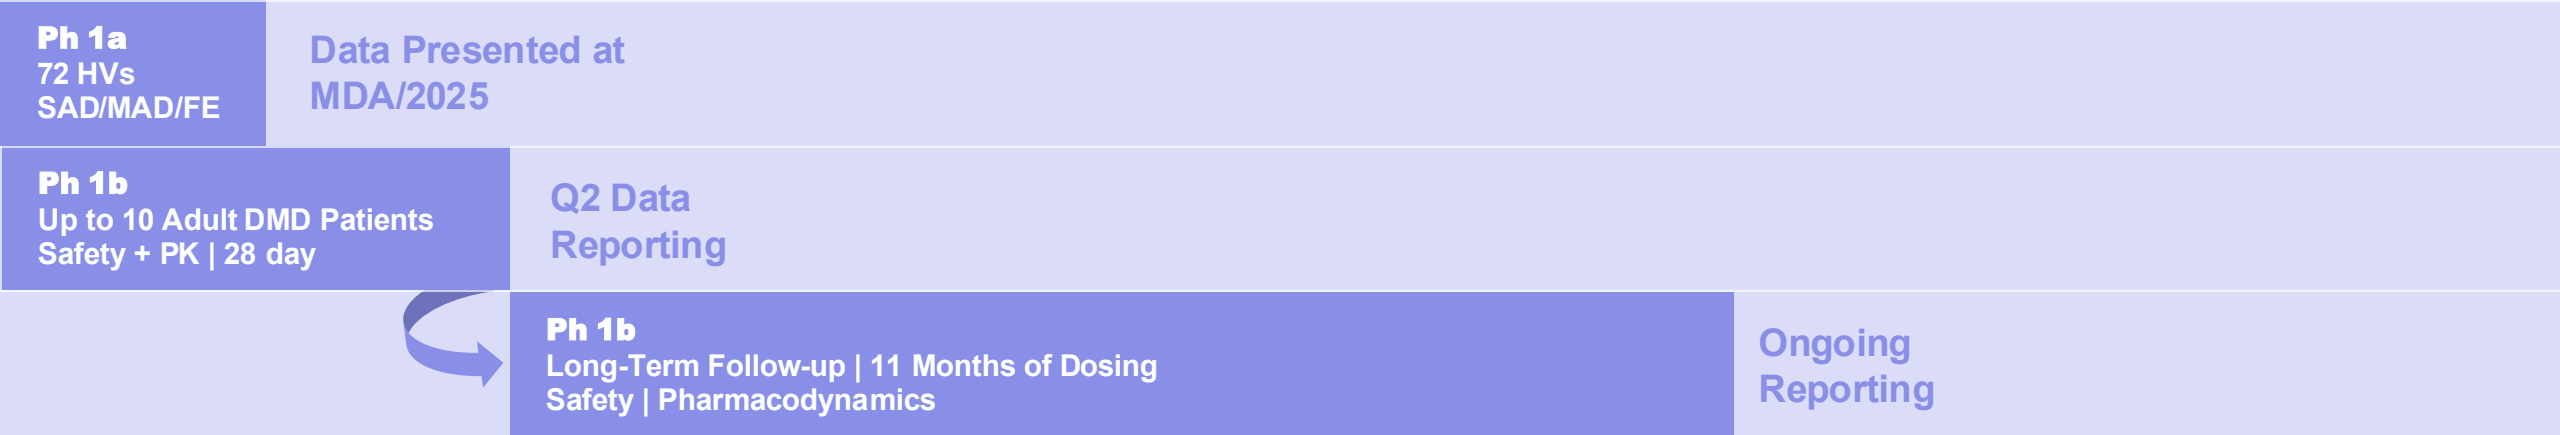 Ph 1a
72 HVs
SAD/MAD/FE
Data Presented at
MDA/2025
Ph 1b
Up to 10 Adult DMD Patients
Safety + PK | 28 day
Q2 Data
Reporting
Ph 1b
Long-Term Follow-up | 11 Months of Dosing
Safety | Pharmacodynamics
Ongoing
Reporting